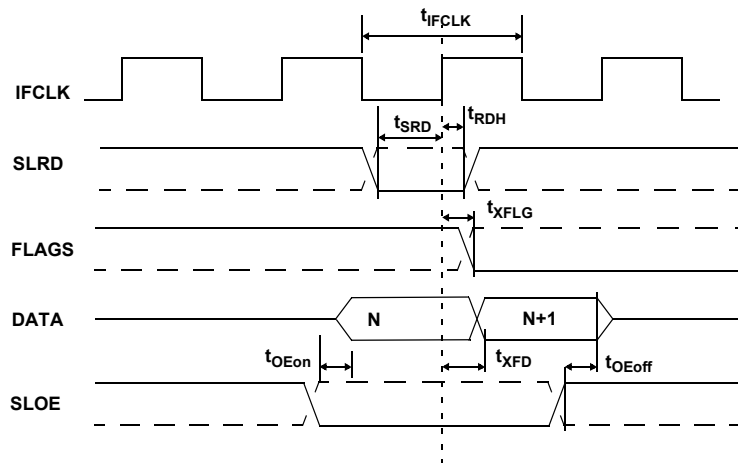 tIFCLK
IFCLK
tSRD
tRDH
SLRD
tXFLG
FLAGS
DATA
N
N+1
tOEon
tXFD
tOEoff
SLOE